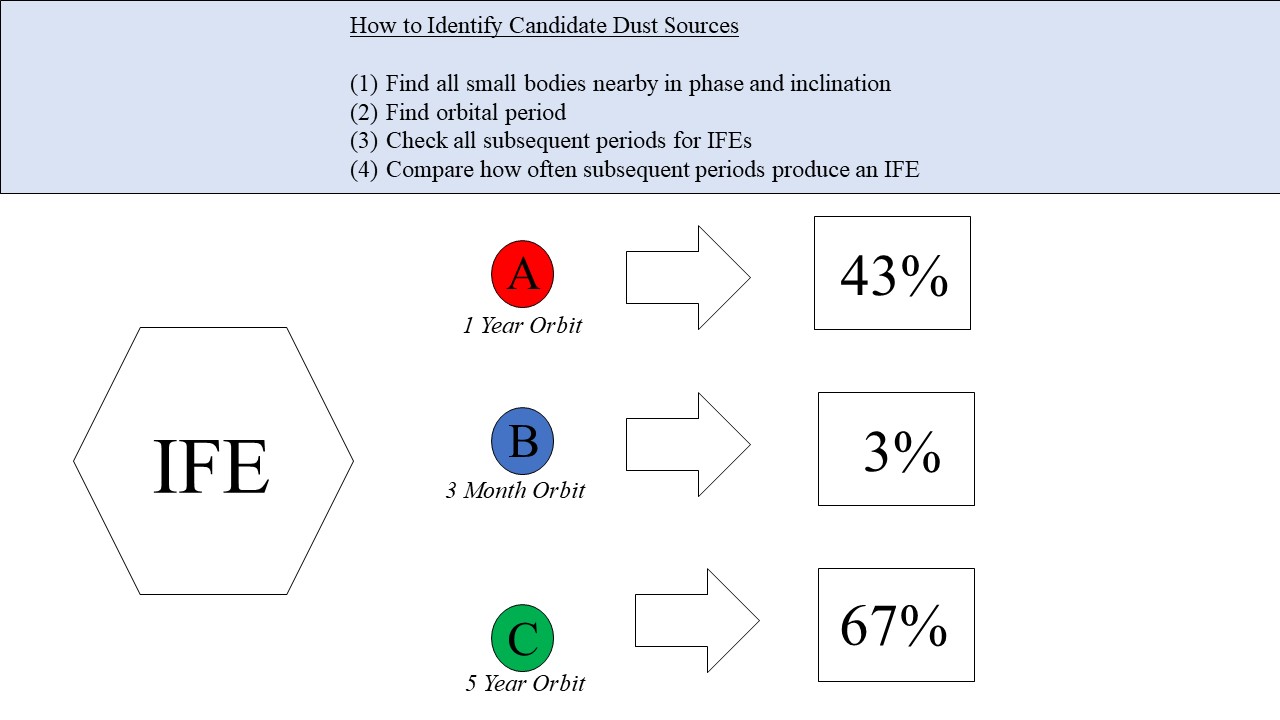 How to Identify Candidate Dust Sources
(1) Find all small bodies nearby in phase and inclination
(2) Find orbital period
(3) Check all subsequent periods for IFEs
(4) Compare how often subsequent periods produce an IFE
IFE
A
1 Year Orbit
43%
B
3 Month Orbit
3%
C
5 Year Orbit
67%